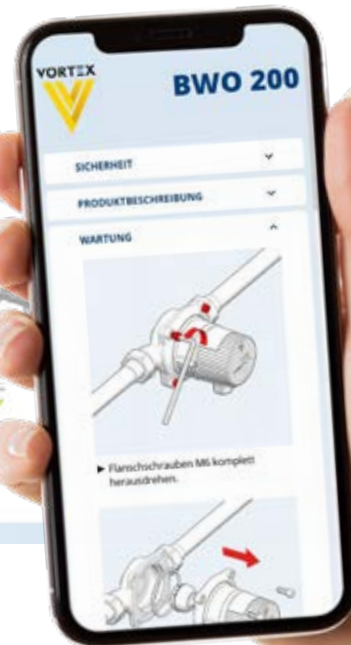 VORTEX
BWO 200
SICHERHEIT
PRODUKTBESCHREIBUNG
WARTUNG
► Flanschschrauben M6 komplett
herausdrehen.